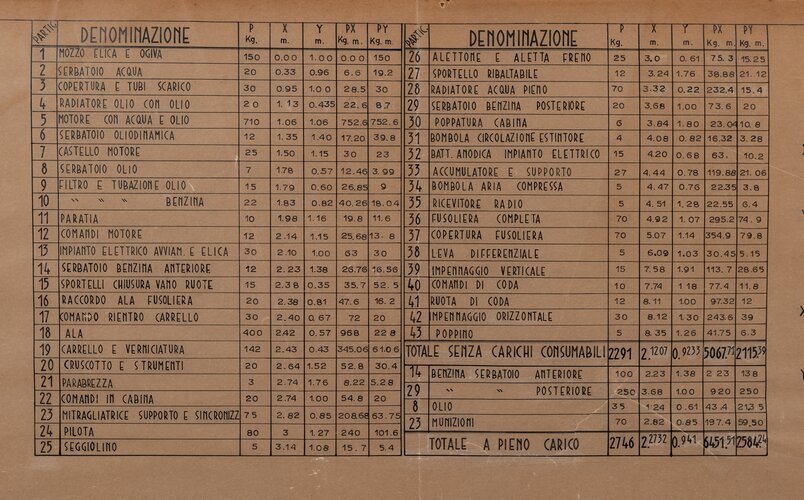 PARTIC. DENOMINAZIONE P Kg. X m. Y m. PX Kg. m. PY Kg. m.
1 MOZZO ELICA E OGIVA 150 0.00 1.00 0.00 150
2 SERBATOIO ACQUA 20 0.33 0.96 6.6 19.2
3 COPERTURA E TUBI SCARICO 30 0.95 1.00 28.5 30
4 RADIATORE OLIO CON OLIO 20 1.13 0.435 22.6 8.7
5 MOTORE CON ACQUA E OLIO 710 1.06 1.06 752.6 752.6
6 SERBATOIO OLIODINAMICA 12 1.35 1.40 17.20 39.8
7 CASTELLO MOTORE 25 1.50 1.15 30 23
8 SERBATOIO OLIO 7 1.78 0.57 12.46 3.99
9 FILTRO E TUBAZIONE OLIO 15 1.79 0.60 26.85 9
10 " " " BENZINA 22 1.83 0.82 40.26 18.04
11 PARATIA 10 1.98 1.16 19.8 11.6
12 COMANDI MOTORE 12 2.14 1.15 25.68 13.8
13 IMPIANTO ELETTRICO AVVIAM. E ELICA 30 2.10 1.00 63 30
14 SERBATOIO BENZINA ANTERIORE 12 2.23 1.38 26.76 16.56
15 SPORTELLI CHIUSURA VANO RUOTE 15 2.38 0.35 35.7 52.5
16 RACCORDO ALA FUSOLIERA 20 2.38 0.81 47.6 16.2
17 COMANDO RIENTRO CARRELLO 30 2.40 0.67 72 20
18 ALA 400 2.42 0.57 968 22.8
19 CARRELLO E VERNICIATURA 142 2.43 0.43 345.06 61.06
20 CRUSCOTTO E STRUMENTI 20 2.64 1.52 52.8 30.4
21 PARABREZZA 3 2.74 1.76 8.22 5.28
22 COMANDI IN CABINA 20 2.74 1.00 54.8 20
23 MITRAGLIATRICE SUPPORTO E SINCRONIZZ 75 2.82 0.85 208.68 63.75
24 PILOTA 80 3 1.27 240 101.6
25 SEGGIOLINO 5 3.14 1.08 15.7 5.4
PARTIC. DENOMINAZIONE P Kg. X m. Y m. PX Kg. m. PY Kg. m.
26 ALETTONE E ALETTA FRENO 25 3.0 0.61 75.3 15.25
27 SPORTELLO RIBALTABILE 12 3.24 1.76 38.88 21.12
28 RADIATORE ACQUA PIENO 70 3.32 0.22 232.4 15.4
29 SERBATOIO BENZINA POSTERIORE 20 3.68 1.00 73.6 20
30 POPPATURA CABINA 6 3.84 1.80 23.04 10.8
31 BOMBOLA CIRCOLAZIONE ESTINTORE 4 4.08 0.82 16.32 3.28
32 BATT. ANODICA IMPIANTO ELETTRICO 15 4.20 0.68 63. 10.2
33 ACCUMULATORE E SUPPORTO 27 4.44 0.78 119.88 21.06
34 BOMBOLA ARIA COMPRESSA 5 4.47 0.76 22.35 3.8
35 RICEVITORE RADIO 5 4.51 1.28 22.55 6.4
36 FUSOLIERA COMPLETA 70 4.92 1.07 295.2 74.9
37 COPERTURA FUSOLIERA 70 5.07 1.14 354.9 79.8
38 LEVA DIFFERENZIALE 5 6.09 1.03 30.45 5.15
39 IMPENNAGGIO VERTICALE 15 7.58 1.91 113.7 28.65
40 COMANDI DI CODA 10 7.74 1.18 77.4 11.8
41 RUOTA DI CODA 12 8.11 1.00 97.32 12
42 IMPENNAGGIO ORIZZONTALE 30 8.12 1.30 243.6 39
43 POPPINO 5 8.35 1.26 41.75 6.3
TOTALE SENZA CARICHI CONSUMABILI 2291 2.1207 0.9233 5067.71 2115.39
14 BENZINA SERBATOIO ANTERIORE 100 2.23 1.38 2 23 138
29 " " POSTERIORE 250 3.68 1.00 920 250
8 OLIO 35 1.24 0.61 43.4 21.35
23 MUNIZIONI 70 2.82 0.85 197.4 59,50
TOTALE A PIENO CARICO 2746 2.2732 0.941 6451.51 2584.24